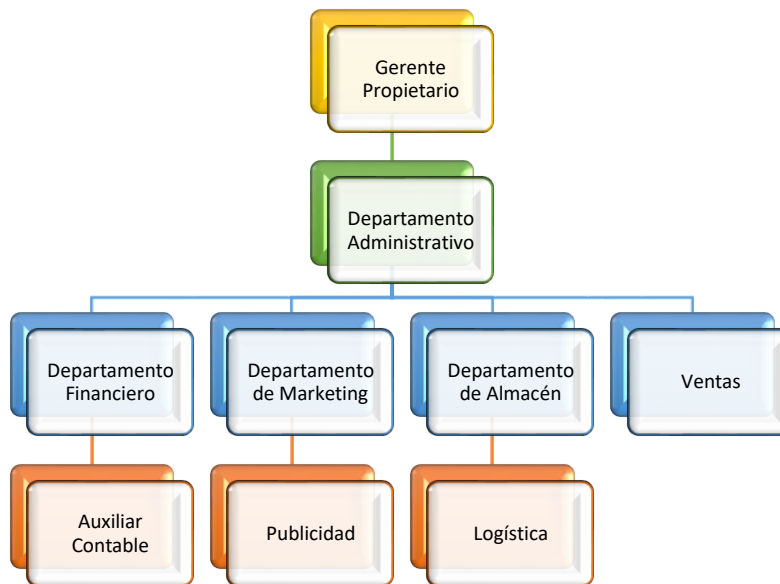 Gerente
Propietario
Departamento
Administrativo
Departamento
Financiero
Departamento
de Marketing
Departamento
de Almacén
Ventas
Auxiliar
Contable
Publicidad
Logística